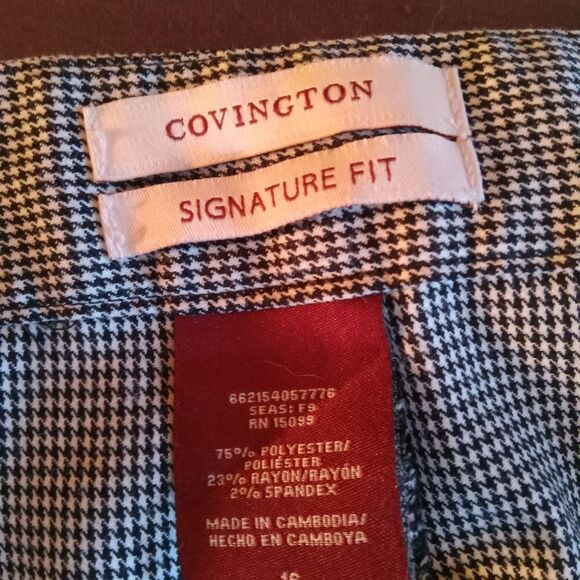 COVINGTON
SIGNATURE FIT
662154057776
SEAS: F9
RN 15099
75% POLYESTER/
POLIÉSTER
23% RAYON/RAYÓN
2% SPANDEX
MADE IN CAMBODIA/
HECHO EN CAMBOYA
16